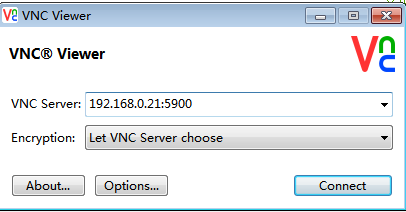 VNC Viewer
VNC® Viewer
VNC Server: 192.168.0.21:5900
Encryption: Let VNC Server choose
About... Options... Connect